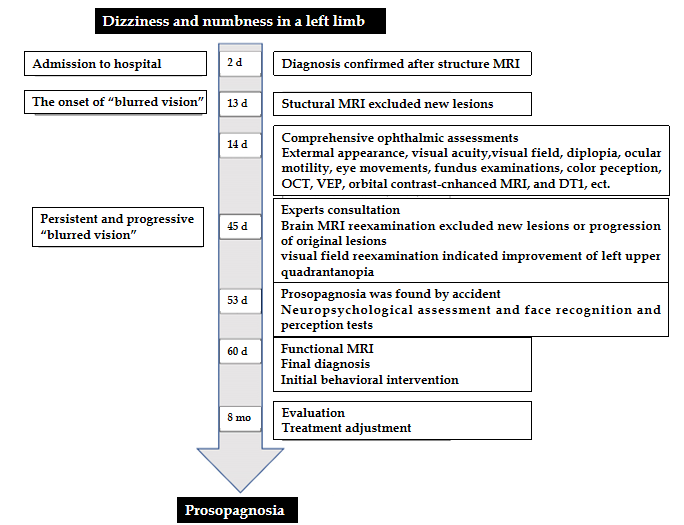 Dizziness and numbness in a left limb
Admission to hospital
2 d
Diagnosis confirmed after structure MRI
The onset of “blurred vision”
13 d
Stuctural MRI excluded new lesions
14 d
Comprehensive ophthalmic assessments
Extermal appearance, visual acuity,visual field, diplopia, ocular
motility, eye movements, fundus examinations, color peception,
OCT, VEP, orbital contrast-cnhanced MRI, and DT1, ect.
Persistent and progressive
“blurred vision”
45 d
Experts consultation
Brain MRI reexamination excluded new lesions or progression
of original lesions
visual field reexamination indicated improvement of left upper
quadrantanopia
53 d
Prosopagnosia was found by accident
Neuropsychological assessment and face recognition and
perception tests
60 d
Functional MRI
Final diagnosis
Initial behavioral intervention
8 mo
Evaluation
Treatment adjustment
Prosopagnosia